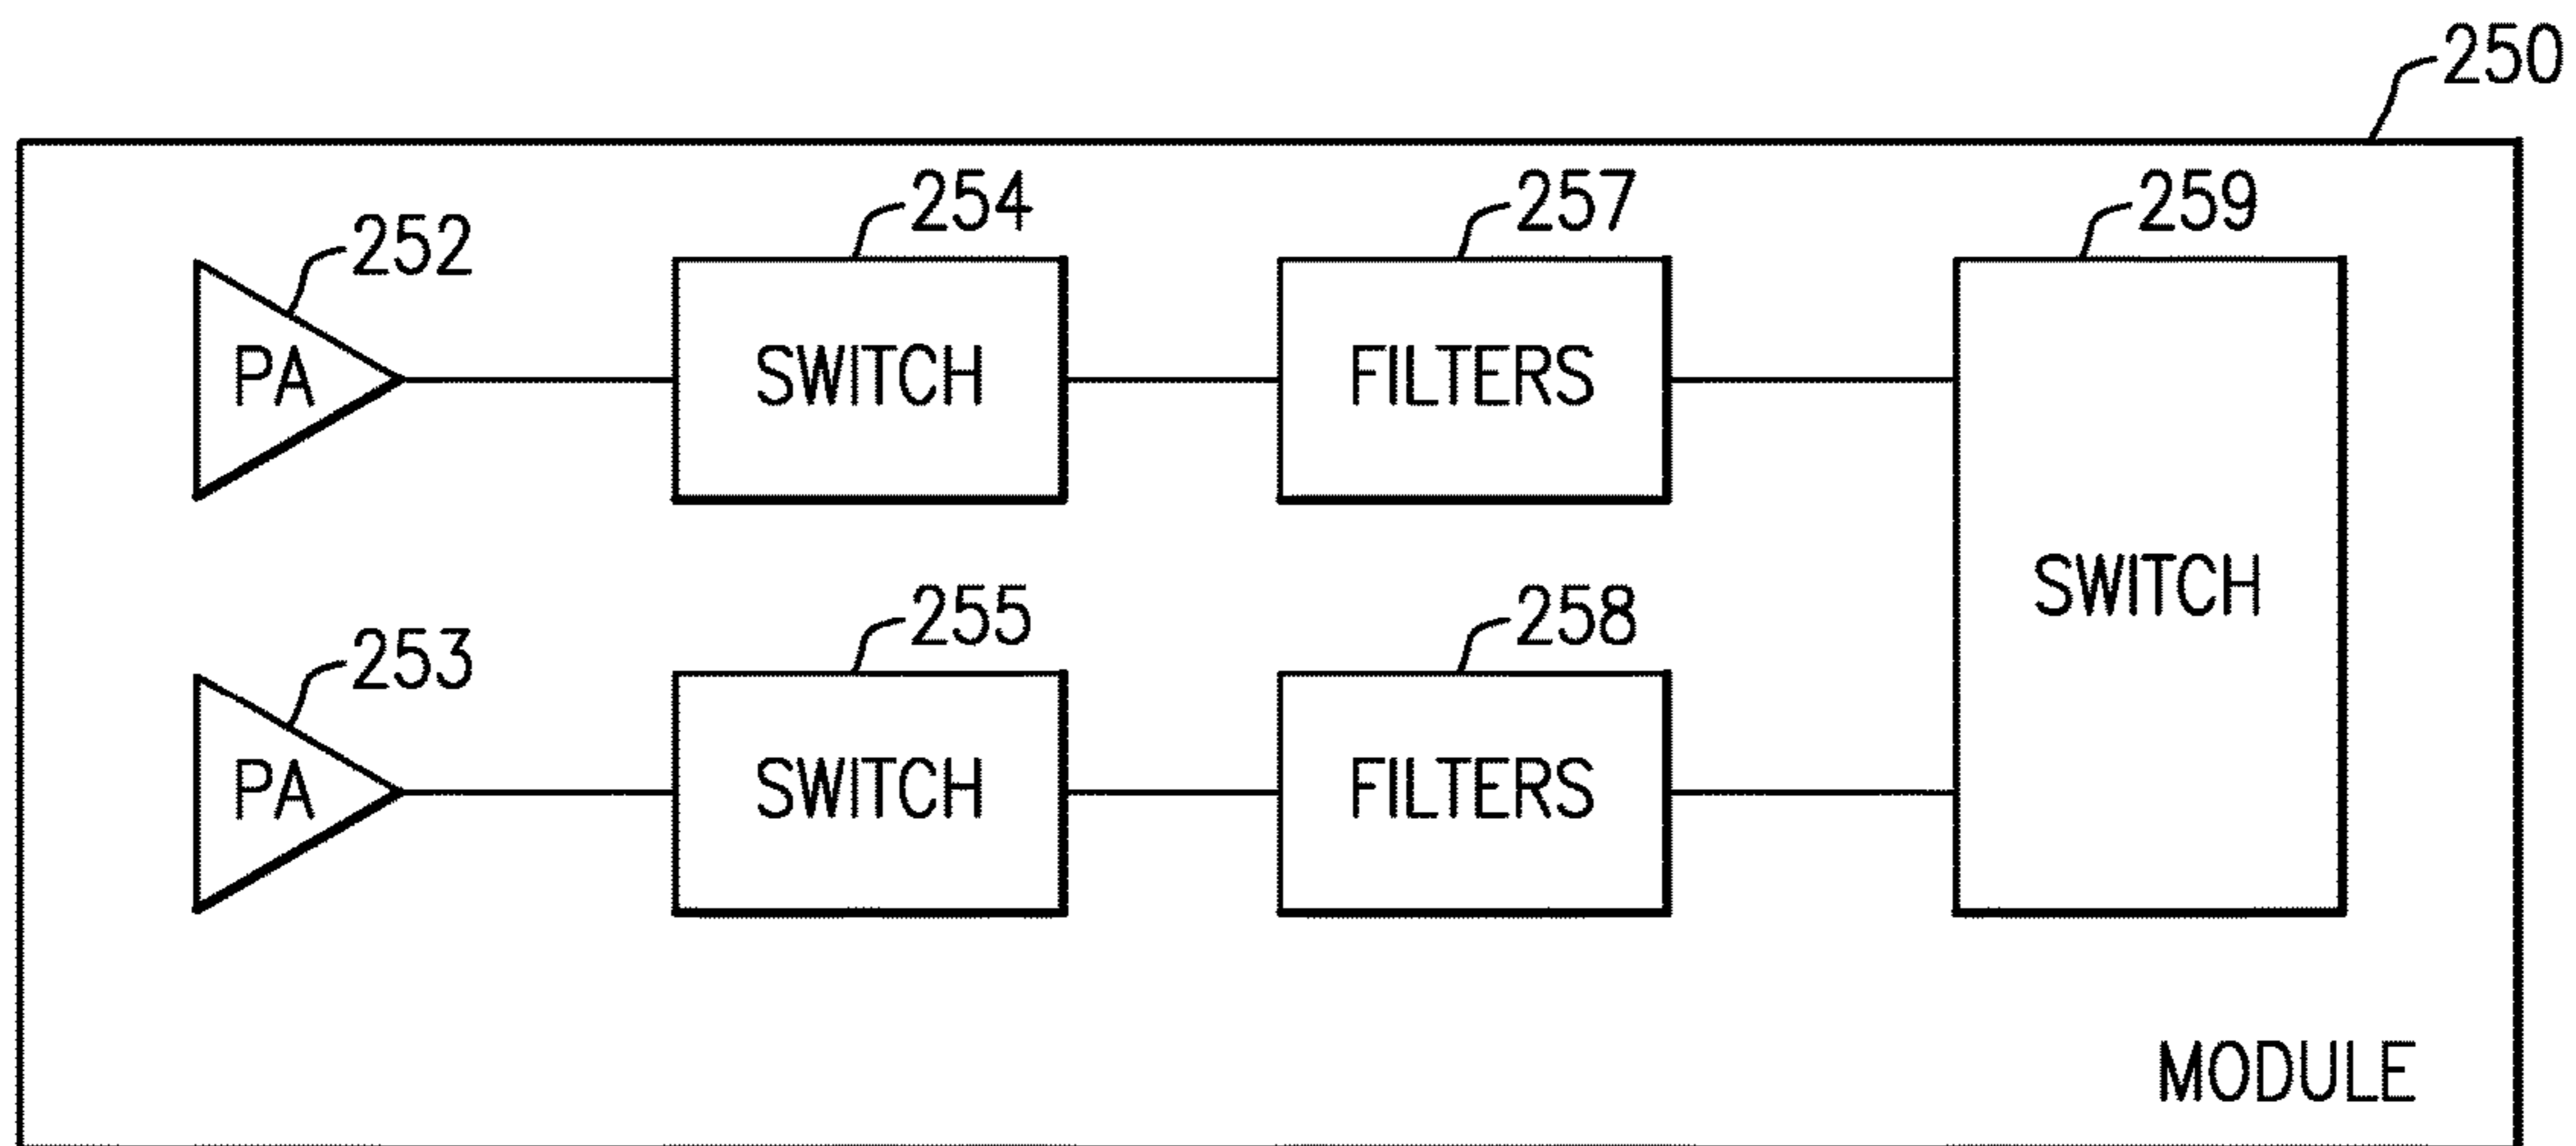 250
254
257
259
252
PA
SWITCH
FILTERS
SWITCH
255
258
253
PA
SWITCH
FILTERS
MODULE